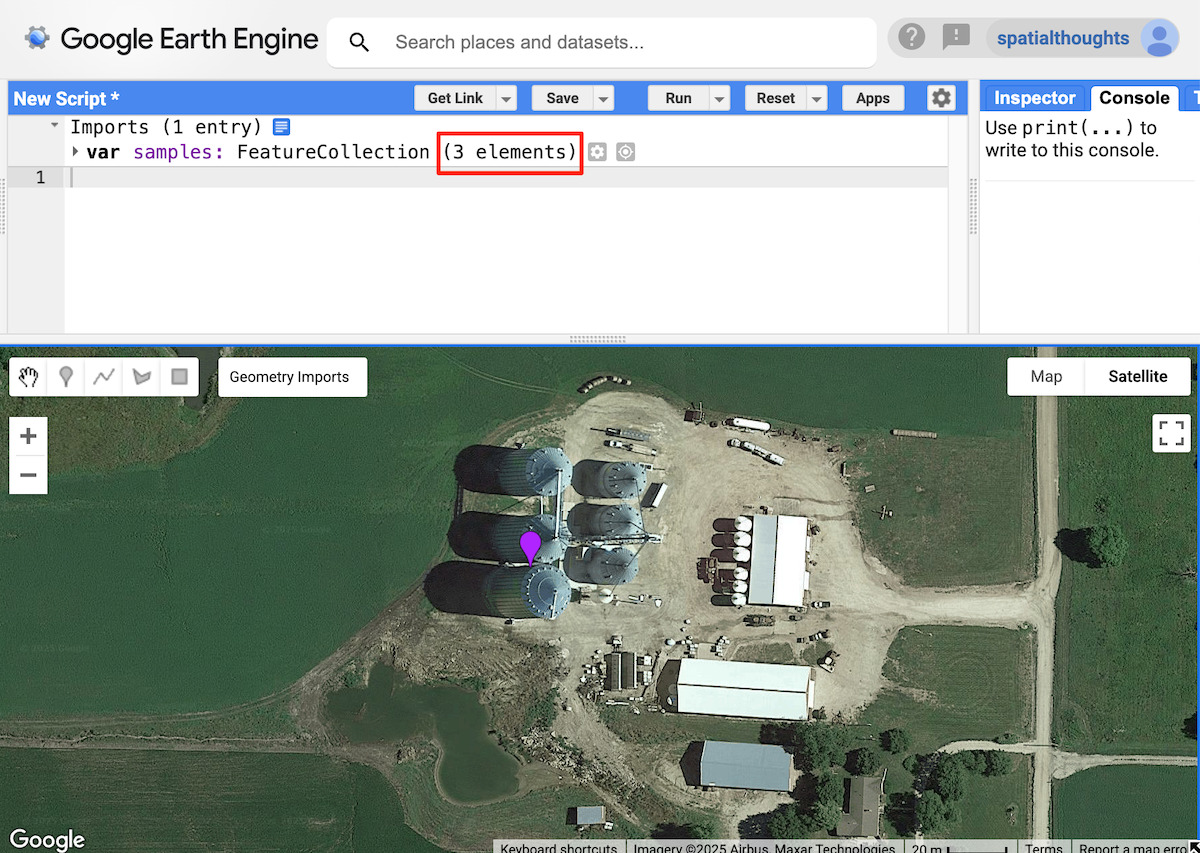 Google Earth Engine
Search places and datasets...
spatialthoughts
New Script *
Get Link
Save
Run
Reset
Apps
Inspector
Console
Imports (1 entry)
var samples: FeatureCollection (3 elements)
1
Use print(...) to
write to this console.
Geometry Imports
Map
Satellite
+
−
Google
Keyboard shortcuts
Imagery ©2025 Airbus, Maxar Technologies
20 m
Terms
Report a map erro